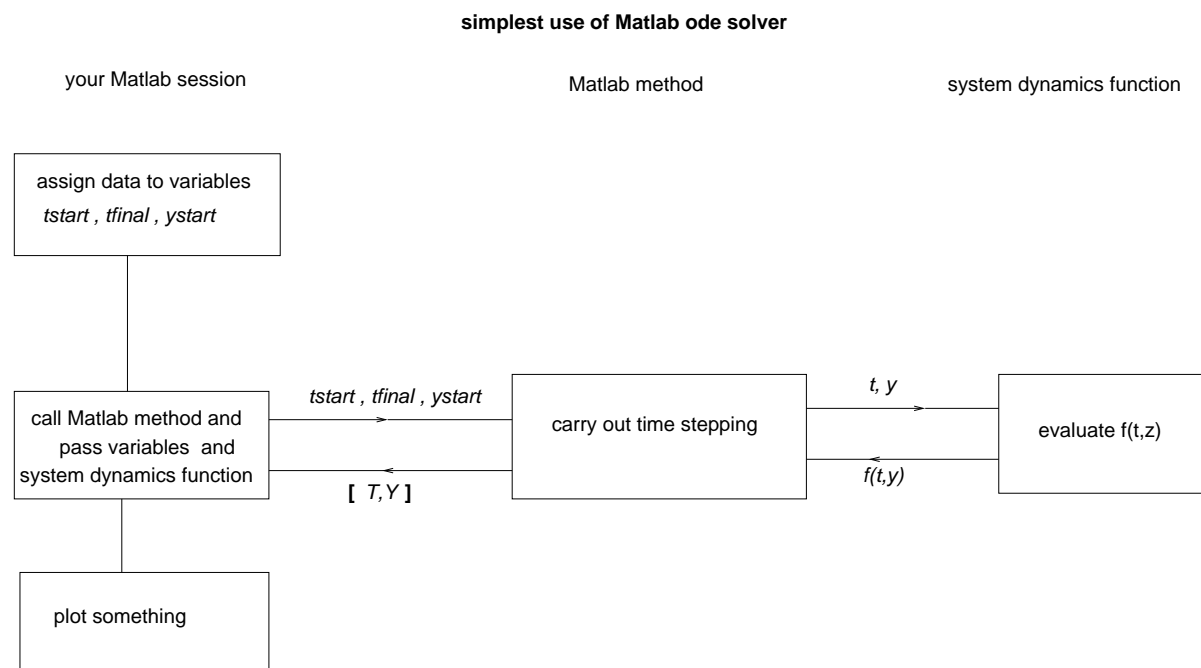 simplest use of Matlab ode solver
your Matlab session
Matlab method
system dynamics function
assign data to variables
tstart , tfinal , ystart
call Matlab method and
pass variables and
system dynamics function
tstart , tfinal , ystart
[ T,Y ]
carry out time stepping
t, y
f(t,y)
evaluate f(t,z)
plot something